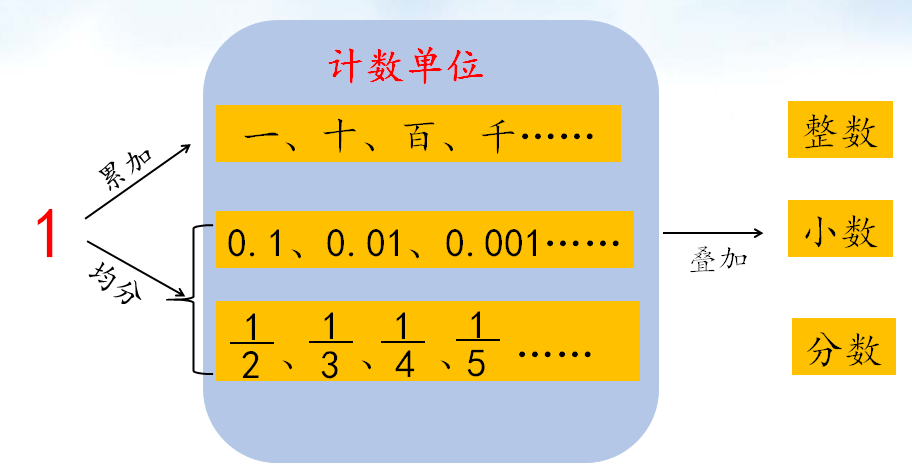 计数单位
一、十、百、千……
整数
累加
1
0.1、0.01、0.001……
小数
叠加
均分
1/2、1/3、1/4、1/5……
分数